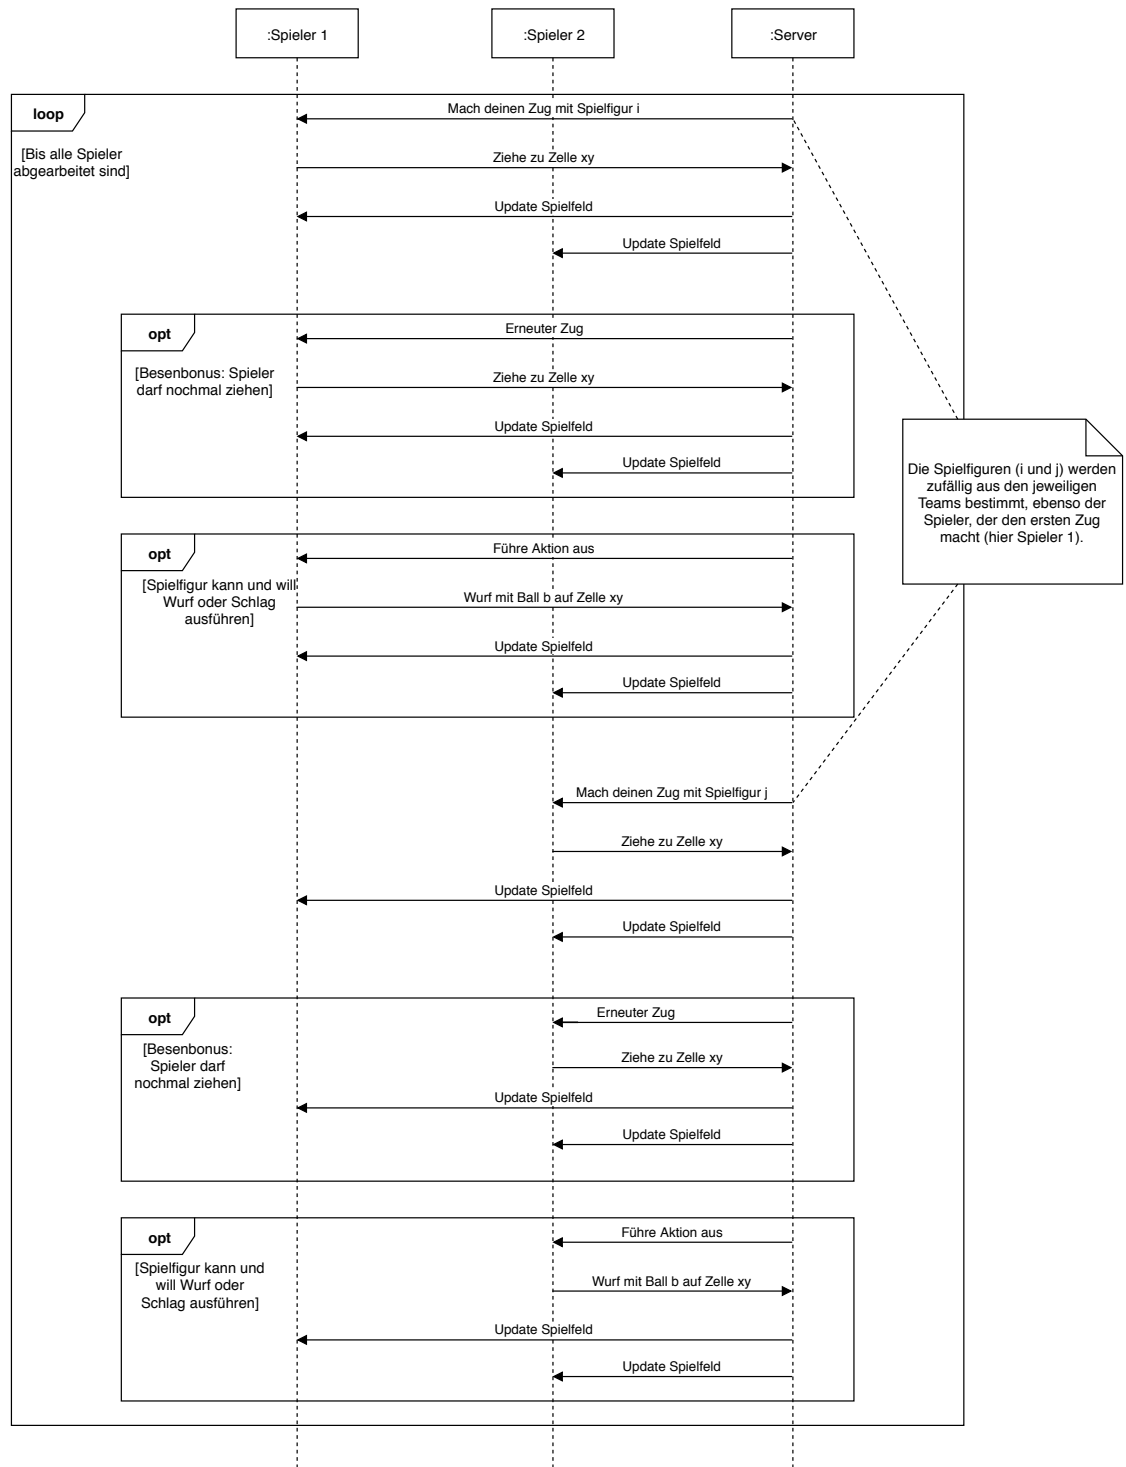 :Spieler 1
:Spieler 2
:Server
loop
Mach deinen Zug mit Spielfigur i
[Bis alle Spieler
abgearbeitet sind]
Ziehe zu Zelle xy
Update Spielfeld
Update Spielfeld
opt
Erneuter Zug
[Besenbonus: Spieler
darf nochmal ziehen]
Ziehe zu Zelle xy
Update Spielfeld
Update Spielfeld
Die Spielfiguren (i und j) werden
zufällig aus den jeweiligen
Teams bestimmt, ebenso der
Spieler, der den ersten Zug
macht (hier Spieler 1).
opt
Führe Aktion aus
[Spielfigur kann und will
Wurf oder Schlag
ausführen]
Wurf mit Ball b auf Zelle xy
Update Spielfeld
Update Spielfeld
Mach deinen Zug mit Spielfigur j
Ziehe zu Zelle xy
Update Spielfeld
Update Spielfeld
opt
Erneuter Zug
[Besenbonus:
Spieler darf
nochmal ziehen]
Ziehe zu Zelle xy
Update Spielfeld
Update Spielfeld
opt
Führe Aktion aus
[Spielfigur kann und
will Wurf oder
Schlag ausführen]
Wurf mit Ball b auf Zelle xy
Update Spielfeld
Update Spielfeld